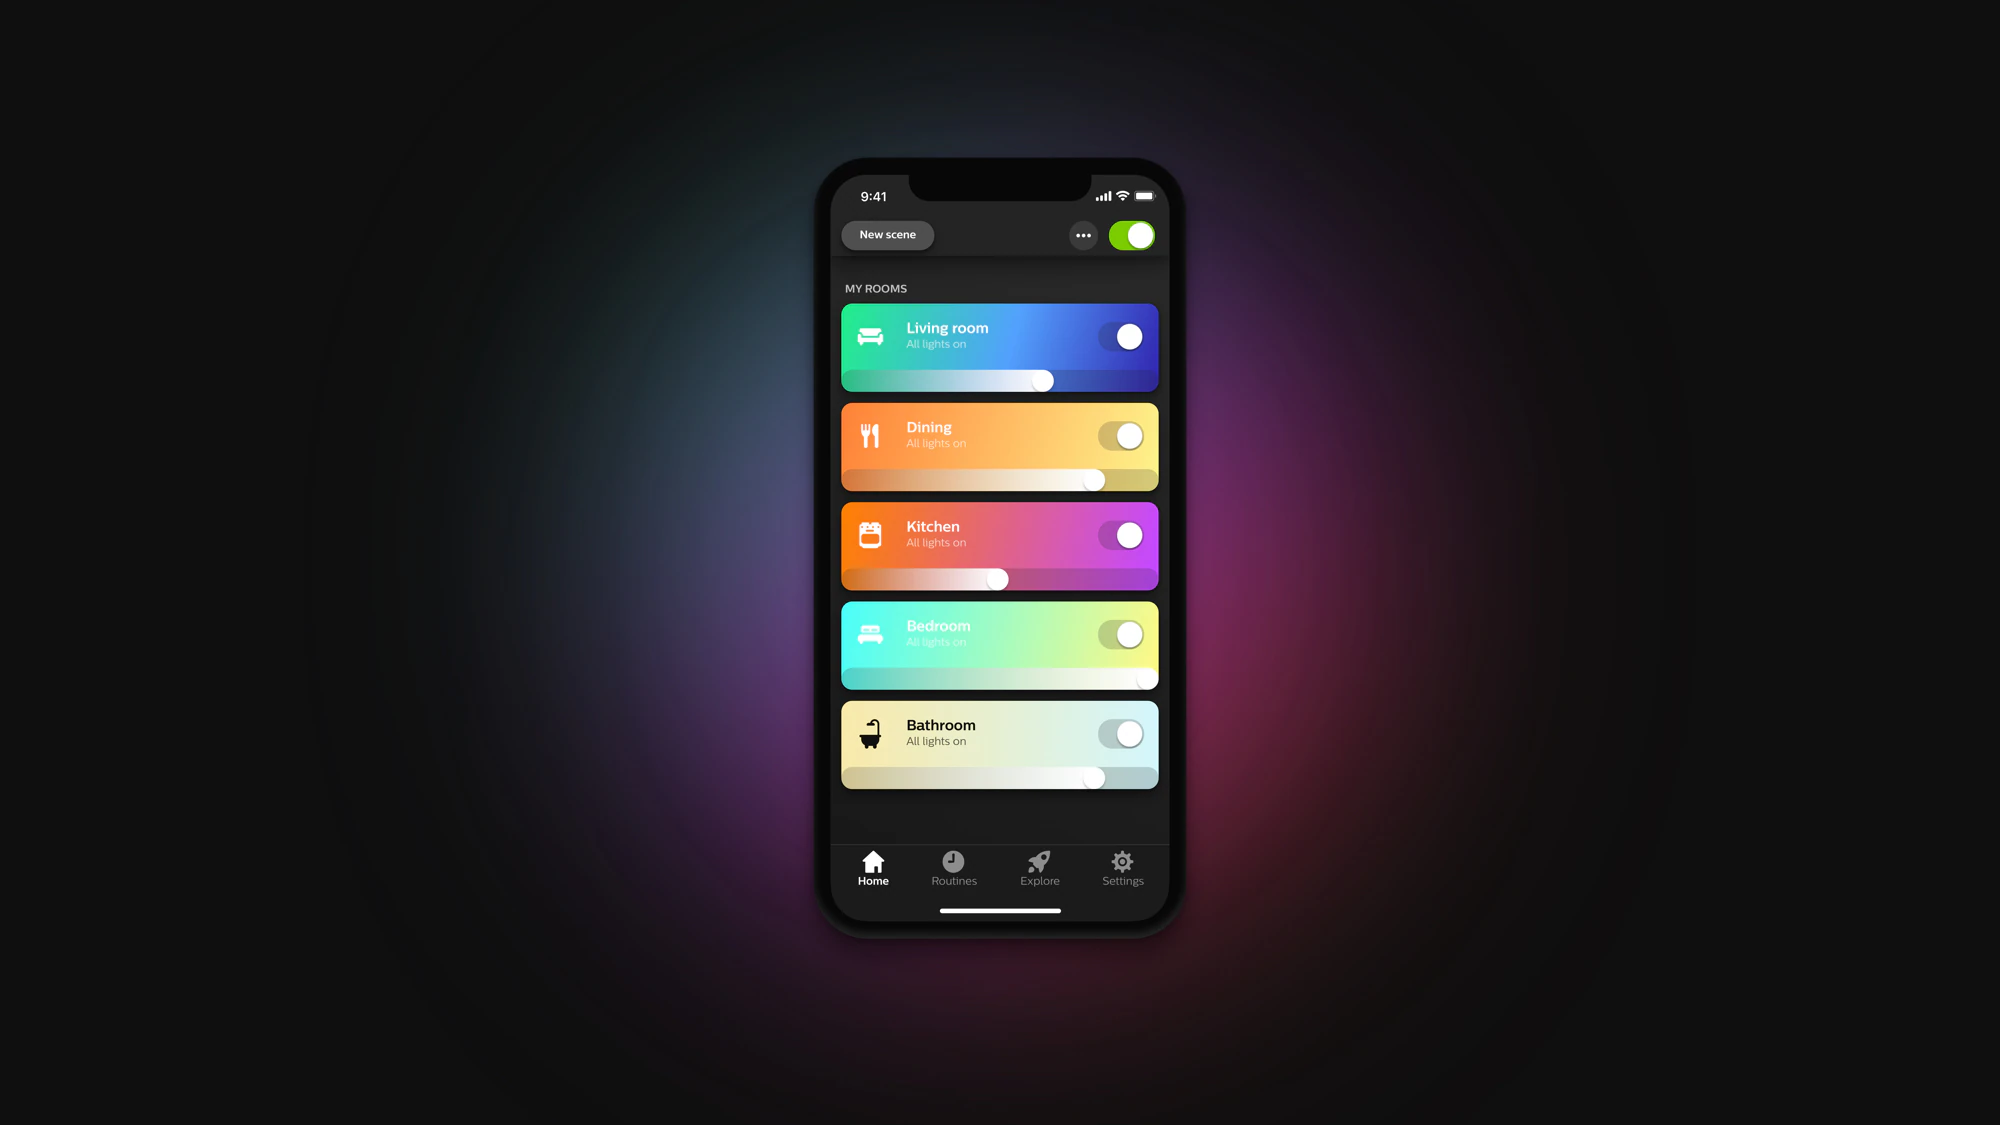 9:41
New scene
MY ROOMS
Living room
All lights on
Dining
All lights on
Kitchen
All lights on
Bedroom
All lights on
Bathroom
All lights on
Home
Routines
Explore
Settings